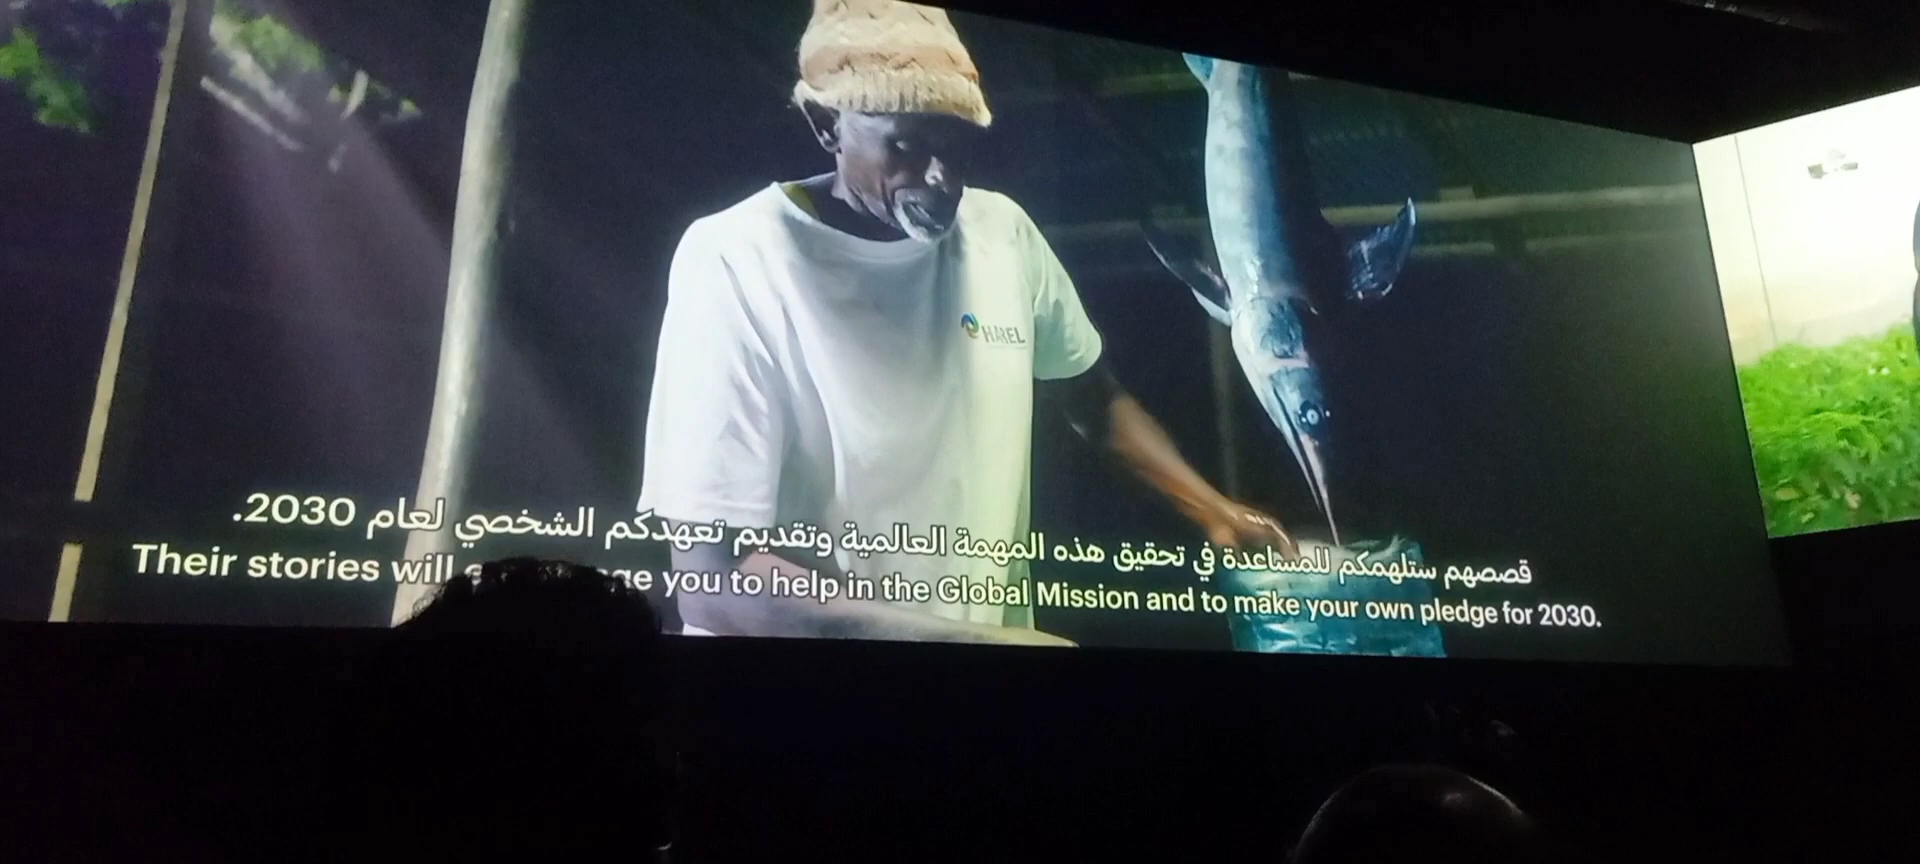 HAREL
قصصهم ستلهمكم للمساعدة في تحقيق هذه المهمة العالمية وتقديم تعهدكم الشخصي لعام 2030.
Their stories will you to help in the Global Mission and to make your own pledge for 2030.